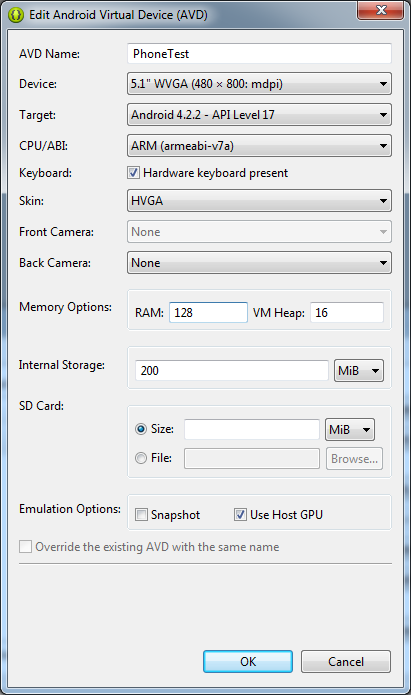 Edit Android Virtual Device (AVD)
AVD Name: PhoneTest
Device: 5.1" WVGA (480 × 800: mdpi)
Target: Android 4.2.2 - API Level 17
CPU/ABI: ARM (armeabi-v7a)
Keyboard: Hardware keyboard present
Skin: HVGA
Front Camera: None
Back Camera: None
Memory Options: RAM: 128 VM Heap: 16
Internal Storage: 200 MiB
SD Card:
Size: MiB
File: Browse...
Emulation Options: Snapshot Use Host GPU
Override the existing AVD with the same name
OK Cancel